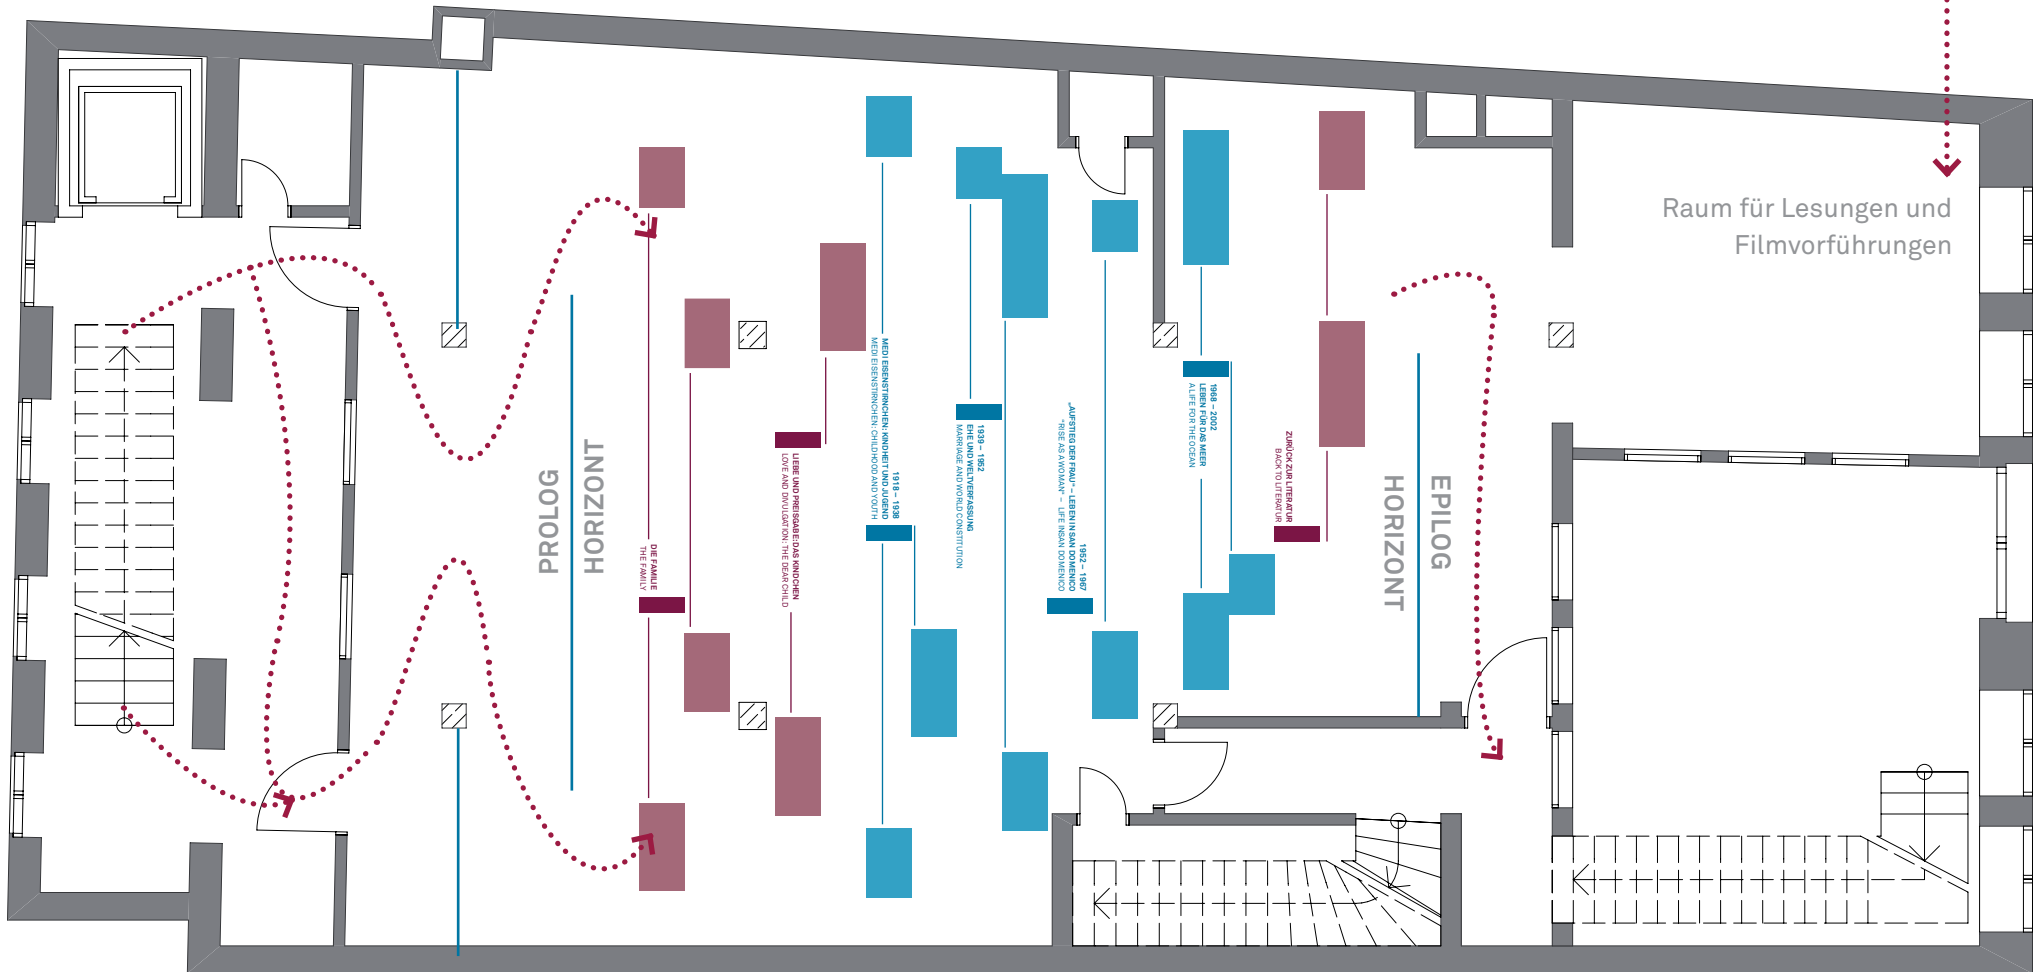 PROLOG
HORIZONT
DIE FAMILIE
THE FAMILY
LIEBE UND PREISGABE: DAS KINDCHEN
LOVE AND DIVULGATION: THE DEAR CHILD
1918 – 1938
MEDI EISENSTIRNCHEN: KINDHEIT UND JUGEND
MEDI EISENSTIRNCHEN: CHILDHOOD AND YOUTH
1939 – 1952
EHE UND WELTVERFASSUNG
MARRIAGE AND WORLD CONSTITUTION
1952 – 1967
„AUFSTIEG DER FRAU“ – LEBEN IN SAN DOMENICO
“RISE AS A WOMAN” – LIFE IN SAN DOMENICO
1968 – 2002
LEBEN FÜR DAS MEER
A LIFE FOR THE OCEAN
ZURÜCK ZUR LITERATUR
BACK TO LITERATUR
EPILOG
HORIZONT
Raum für Lesungen und
Filmvorführungen